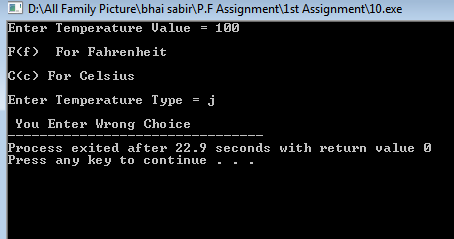 D:\All Family Picture\bhai sabir\P.F Assignment\1st Assignment\10.exe
Enter Temperature Value = 100
F(f)  For Fahrenheit
C(c) For Celsius
Enter Temperature Type = j
You Enter Wrong Choice
--------------------------------
Process exited after 22.9 seconds with return value 0
Press any key to continue . . .